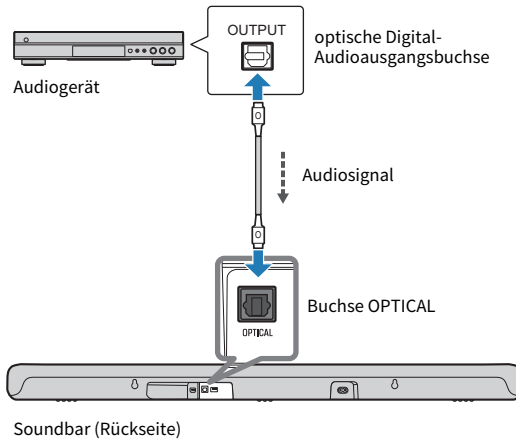 OUTPUT
optische Digital-
Audioausgangsbuchse
Audiogerät
Audiosignal
Buchse OPTICAL
OPTICAL
Soundbar (Rückseite)